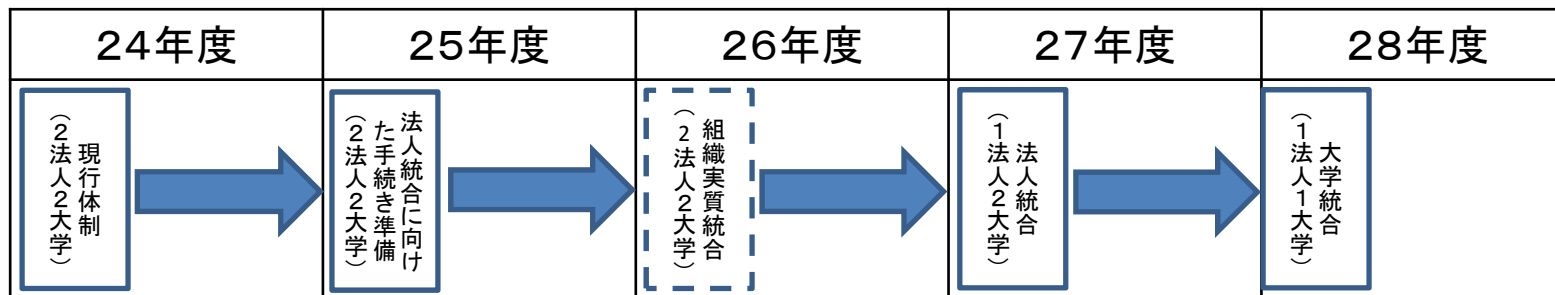 24年度 25年度 26年度 27年度 28年度
現行体制
（2法人2大学）
法人統合に向け
た手続き準備
（2法人2大学）
組織実質統合
（2法人2大学）
法人統合
（1法人2大学）
大学統合
（1法人1大学）